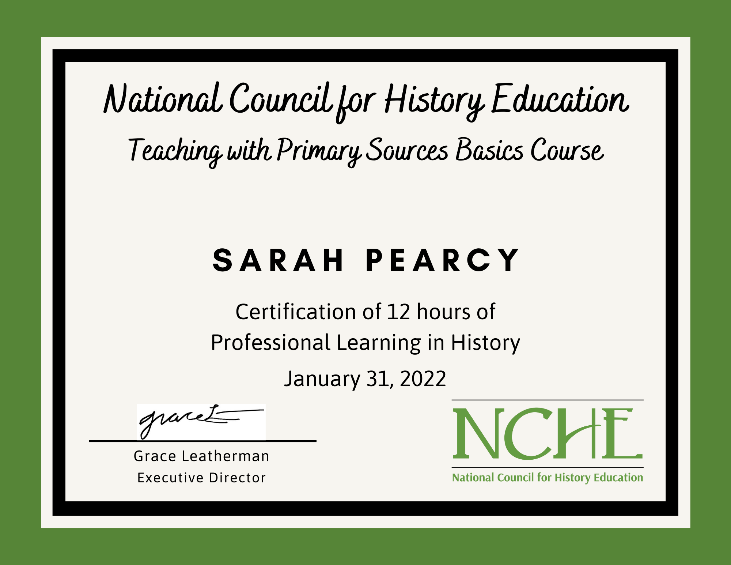 National Council for History Education
Teaching with Primary Sources Basics Course
SARAH PEARCY
Certification of 12 hours of
Professional Learning in History
January 31, 2022
gracel
Grace Leatherman
Executive Director
NCHE
National Council for History Education